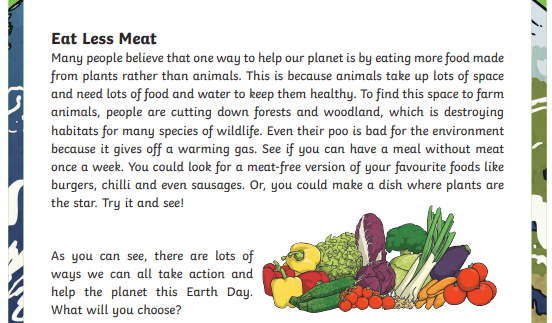 Eat Less Meat
Many people believe that one way to help our planet is by eating more food made
from plants rather than animals. This is because animals take up lots of space
and need lots of food and water to keep them healthy. To find this space to farm
animals, people are cutting down forests and woodland, which is destroying
habitats for many species of wildlife. Even their poo is bad for the environment
because it gives off a warming gas. See if you can have a meal without meat
once a week. You could look for a meat-free version of your favourite foods like
burgers, chilli and even sausages. Or, you could make a dish where plants are
the star. Try it and see!
As you can see, there are lots of
ways we can all take action and
help the planet this Earth Day.
What will you choose?